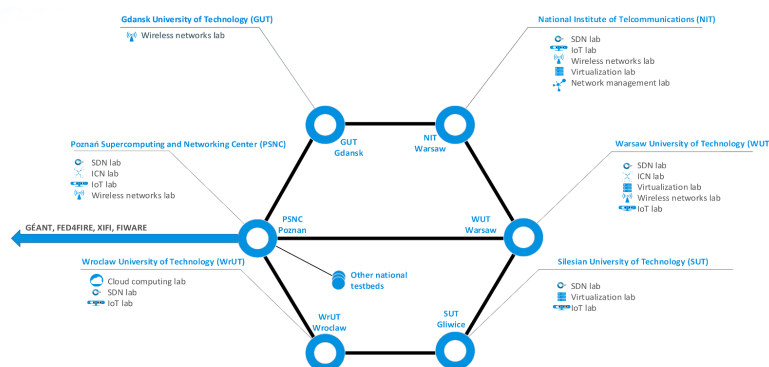 Gdansk University of Technology (GUT)
Wireless networks lab
National Institute of Telcommunications (NIT)
SDN lab
IoT lab
Wireless networks lab
Virtualization lab
Network management lab
GUT
Gdansk
NIT
Warsaw
Poznań Supercomputing and Networking Center (PSNC)
SDN lab
ICN lab
IoT lab
Wireless networks lab
Warsaw University of Technology (WUT
SDN lab
ICN lab
Virtualization lab
Wireless networks lab
IoT lab
GÉANT, FED4FIRE, XIFI, FIWARE
PSNC
Poznan
WUT
Warsaw
Wroclaw University of Technology (WrUT)
Cloud computing lab
SDN lab
IoT lab
Other national
testbeds
Silesian University of Technology (SUT)
SDN lab
Virtualization lab
IoT lab
WrUT
Wroclaw
SUT
Gliwice